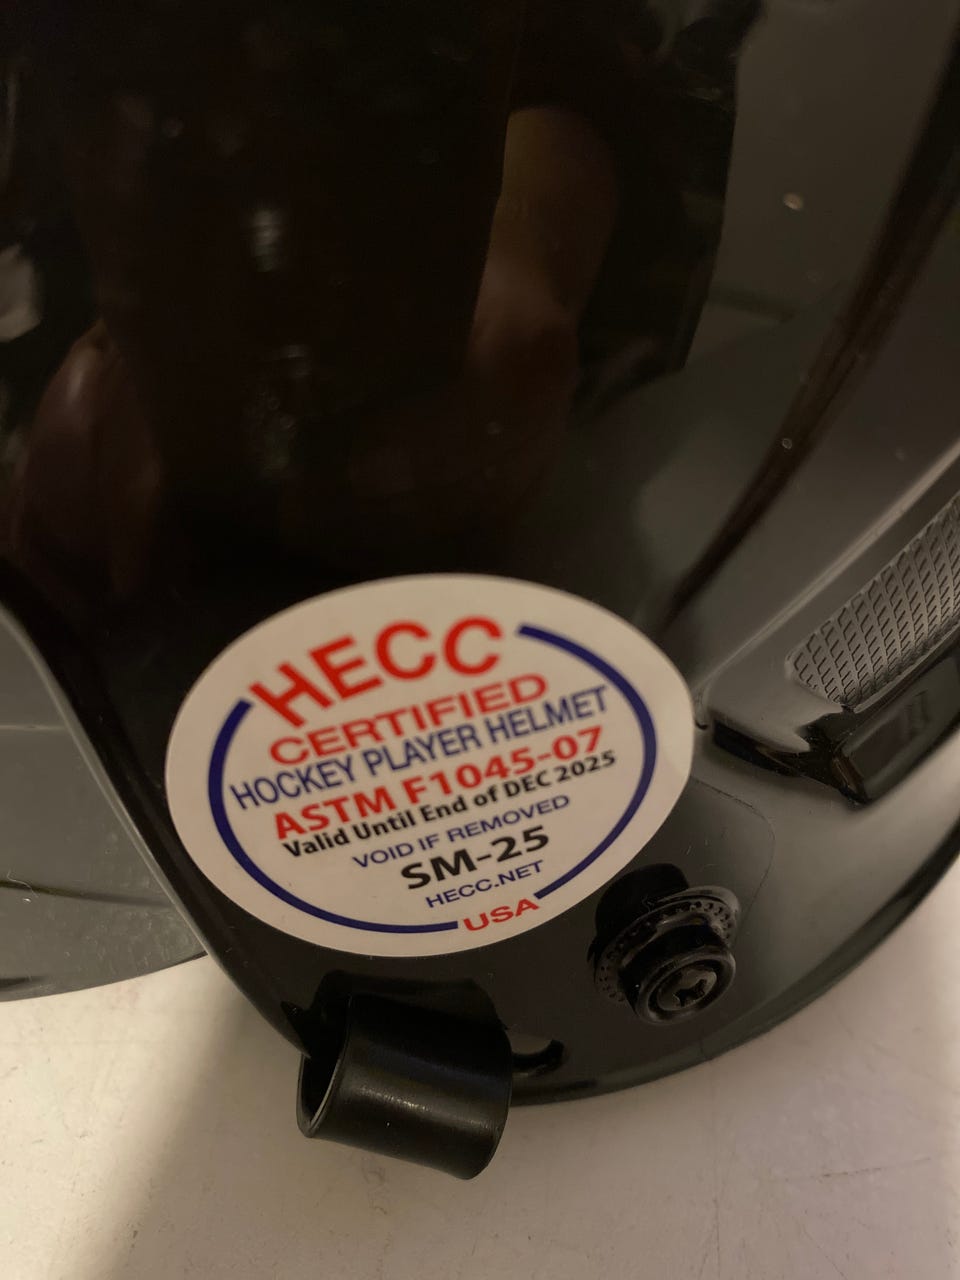 HECC
CERTIFIED
HOCKEY PLAYER HELMET
ASTM F1045-07
Valid Until End of DEC 2025
VOID IF REMOVED
SM-25
HECC.NET
USA